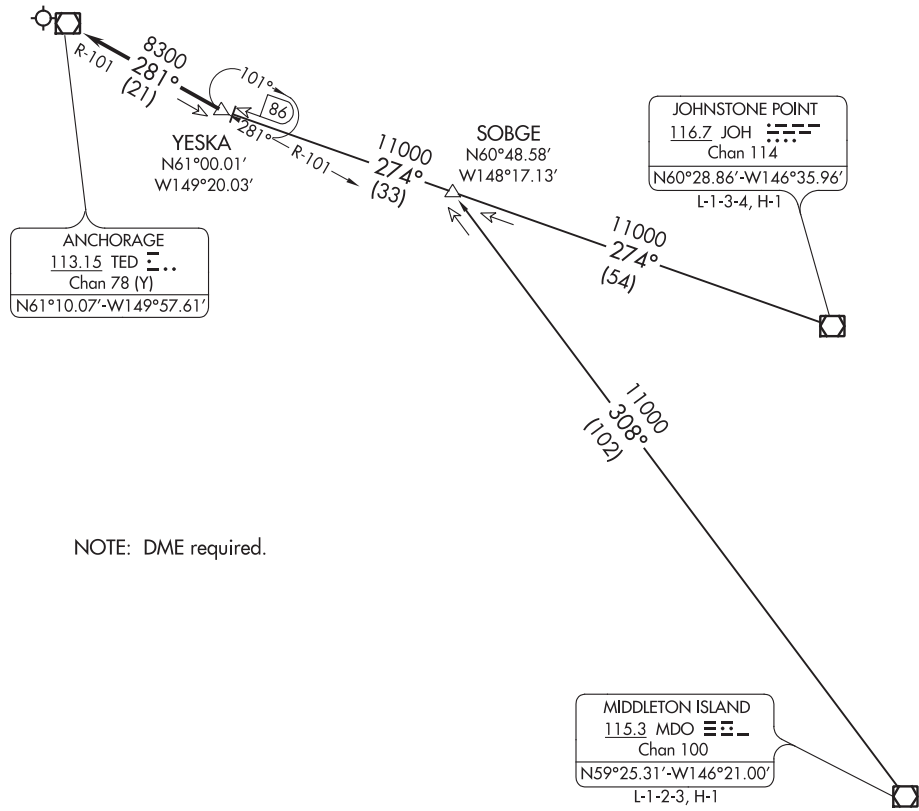 R-101
8300
281°
(21)
101°
86
281°
R-101
YESKA
N61°00.01'
W149°20.03'
11000
274°
(33)
SOBGE
N60°48.58'
W148°17.13'
JOHNSTONE POINT
116.7 JOH
Chan 114
N60°28.86'-W146°35.96'
L-1-3-4, H-1
11000
274°
(54)
ANCHORAGE
113.15 TED
Chan 78 (Y)
N61°10.07'-W149°57.61'
11000
308°
(102)
NOTE: DME required.
MIDDLETON ISLAND
115.3 MDO
Chan 100
N59°25.31'-W146°21.00'
L-1-2-3, H-1